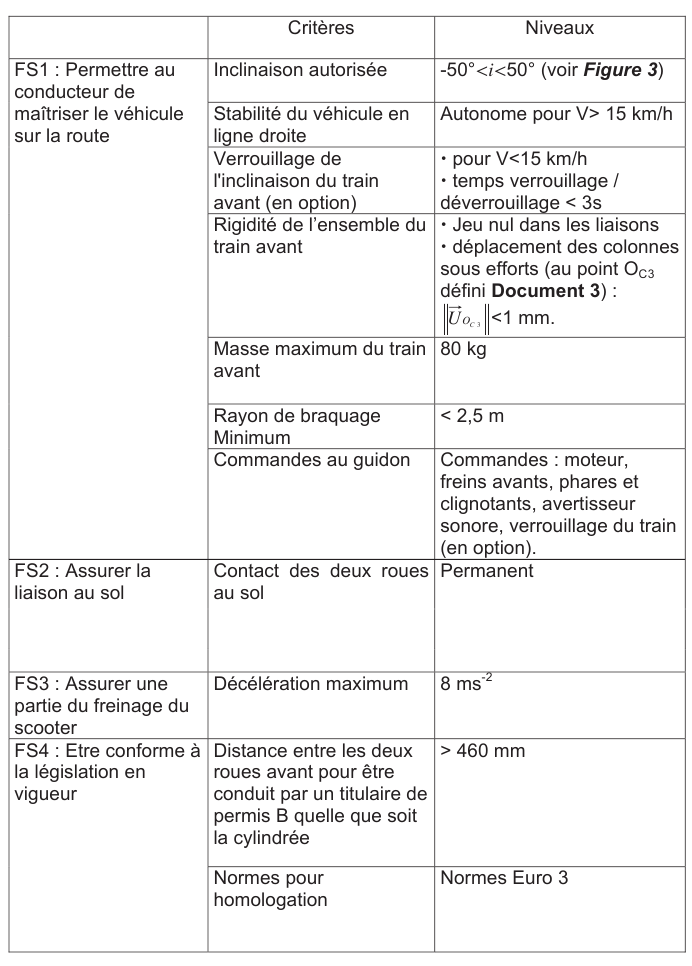 Critères
Niveaux
FS1 : Permettre au
conducteur de
maîtriser le véhicule
sur la route
Inclinaison autorisée
-50°<i<50° (voir Figure 3)
Stabilité du véhicule en
ligne droite
Autonome pour V> 15 km/h
Verrouillage de
l'inclinaison du train
avant (en option)
• pour V<15 km/h
• temps verrouillage /
déverrouillage < 3s
Rigidité de l’ensemble du
train avant
• Jeu nul dans les liaisons
• déplacement des colonnes
sous efforts (au point OC3
défini Document 3) :
‖U⃗OC3‖<1 mm.
Masse maximum du train
avant
80 kg
Rayon de braquage
Minimum
< 2,5 m
Commandes au guidon
Commandes : moteur,
freins avants, phares et
clignotants, avertisseur
sonore, verrouillage du train
(en option).
FS2 : Assurer la
liaison au sol
Contact des deux roues
au sol
Permanent
FS3 : Assurer une
partie du freinage du
scooter
Décélération maximum
8 ms-2
FS4 : Etre conforme à
la législation en
vigueur
Distance entre les deux
roues avant pour être
conduit par un titulaire de
permis B quelle que soit
la cylindrée
> 460 mm
Normes pour
homologation
Normes Euro 3